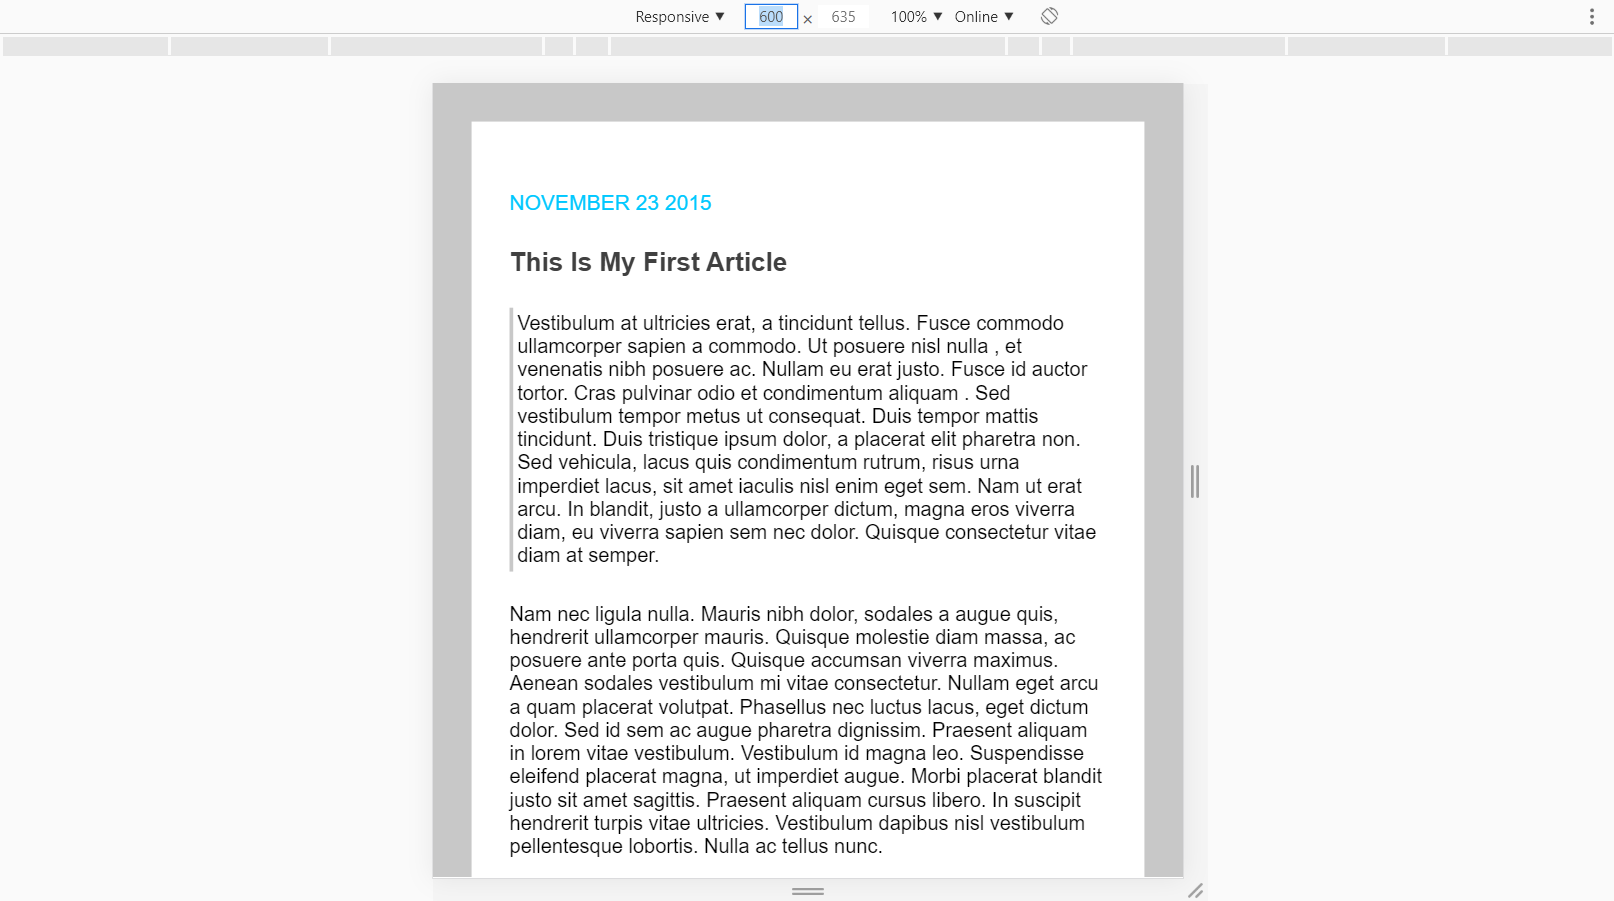 Responsive ▼ 600 × 635 100% ▼ Online ▼
NOVEMBER 23 2015
This Is My First Article
Vestibulum at ultricies erat, a tincidunt tellus. Fusce commodo
ullamcorper sapien a commodo. Ut posuere nisl nulla , et
venenatis nibh posuere ac. Nullam eu erat justo. Fusce id auctor
tortor. Cras pulvinar odio et condimentum aliquam . Sed
vestibulum tempor metus ut consequat. Duis tempor mattis
tincidunt. Duis tristique ipsum dolor, a placerat elit pharetra non.
Sed vehicula, lacus quis condimentum rutrum, risus urna
imperdiet lacus, sit amet iaculis nisl enim eget sem. Nam ut erat
arcu. In blandit, justo a ullamcorper dictum, magna eros viverra
diam, eu viverra sapien sem nec dolor. Quisque consectetur vitae
diam at semper.
Nam nec ligula nulla. Mauris nibh dolor, sodales a augue quis,
hendrerit ullamcorper mauris. Quisque molestie diam massa, ac
posuere ante porta quis. Quisque accumsan viverra maximus.
Aenean sodales vestibulum mi vitae consectetur. Nullam eget arcu
a quam placerat volutpat. Phasellus nec luctus lacus, eget dictum
dolor. Sed id sem ac augue pharetra dignissim. Praesent aliquam
in lorem vitae vestibulum. Vestibulum id magna leo. Suspendisse
eleifend placerat magna, ut imperdiet augue. Morbi placerat blandit
justo sit amet sagittis. Praesent aliquam cursus libero. In suscipit
hendrerit turpis vitae ultricies. Vestibulum dapibus nisl vestibulum
pellentesque lobortis. Nulla ac tellus nunc.